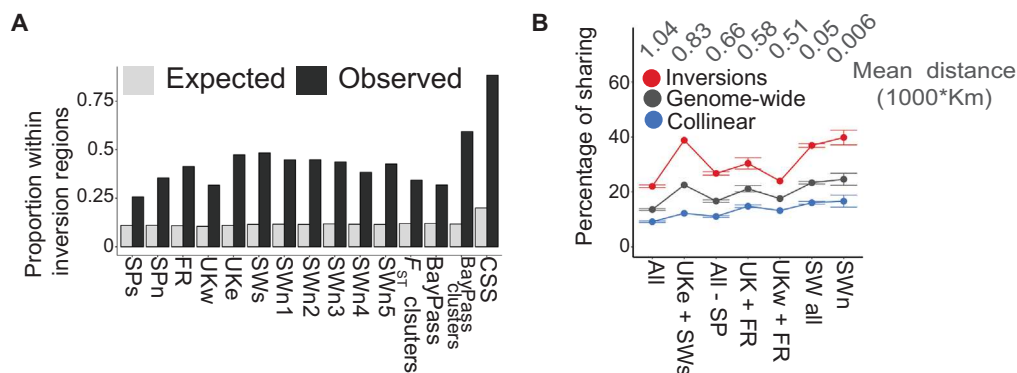 A
Expected Observed
Proportion within
inversion regions
0.75
0.5
0.25
0
SPs
SPn
FR
UKw
UKe
SWs
SWn1
SWn2
SWn3
SWn4
SWn5
FST clsuters
BayPass
BayPass
clusters
CSS
B
1.04
0.83
0.66
0.58
0.51
0.05
0.006
Mean distance
(1000*Km)
Inversions
Genome-wide
Collinear
Percentage of sharing
60
40
20
0
All
UKe + SWs
All - SP
UK + FR
UKw + FR
SW all
SWn